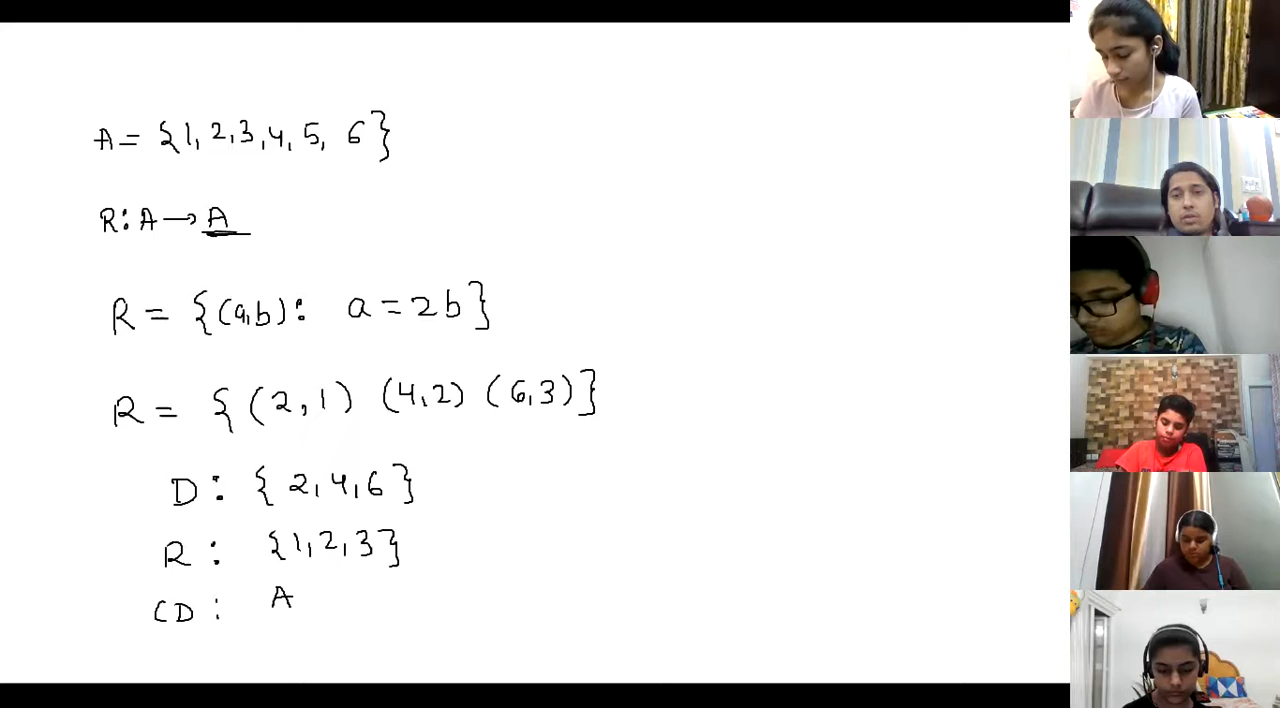 A = {1, 2, 3, 4, 5, 6}
R: A → A
R = {(a,b): a = 2b}
R = {(2,1) (4,2) (6,3)}
D: {2,4,6}
R: {1,2,3}
CD: A